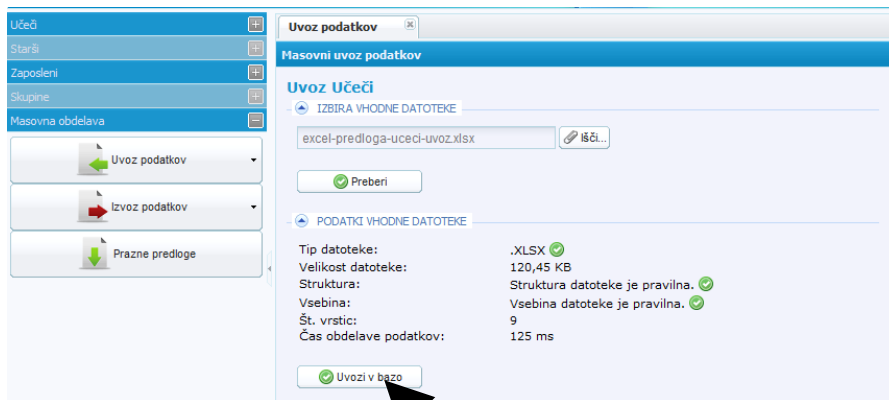 Učeči
Starši
Zaposleni
Skupine
Masovna obdelava
Uvoz podatkov
Izvoz podatkov
Prazne predloge
Uvoz podatkov
Masovni uvoz podatkov
Uvoz Učeči
IZBIRA VHODNE DATOTEKE
excel-predloga-uceci-uvoz.xlsx
Išči...
Preberi
PODATKI VHODNE DATOTEKE
Tip datoteke: .XLSX
Velikost datoteke: 120,45 KB
Struktura: Struktura datoteke je pravilna.
Vsebina: Vsebina datoteke je pravilna.
Št. vrstic: 9
Čas obdelave podatkov: 125 ms
Uvozi v bazo